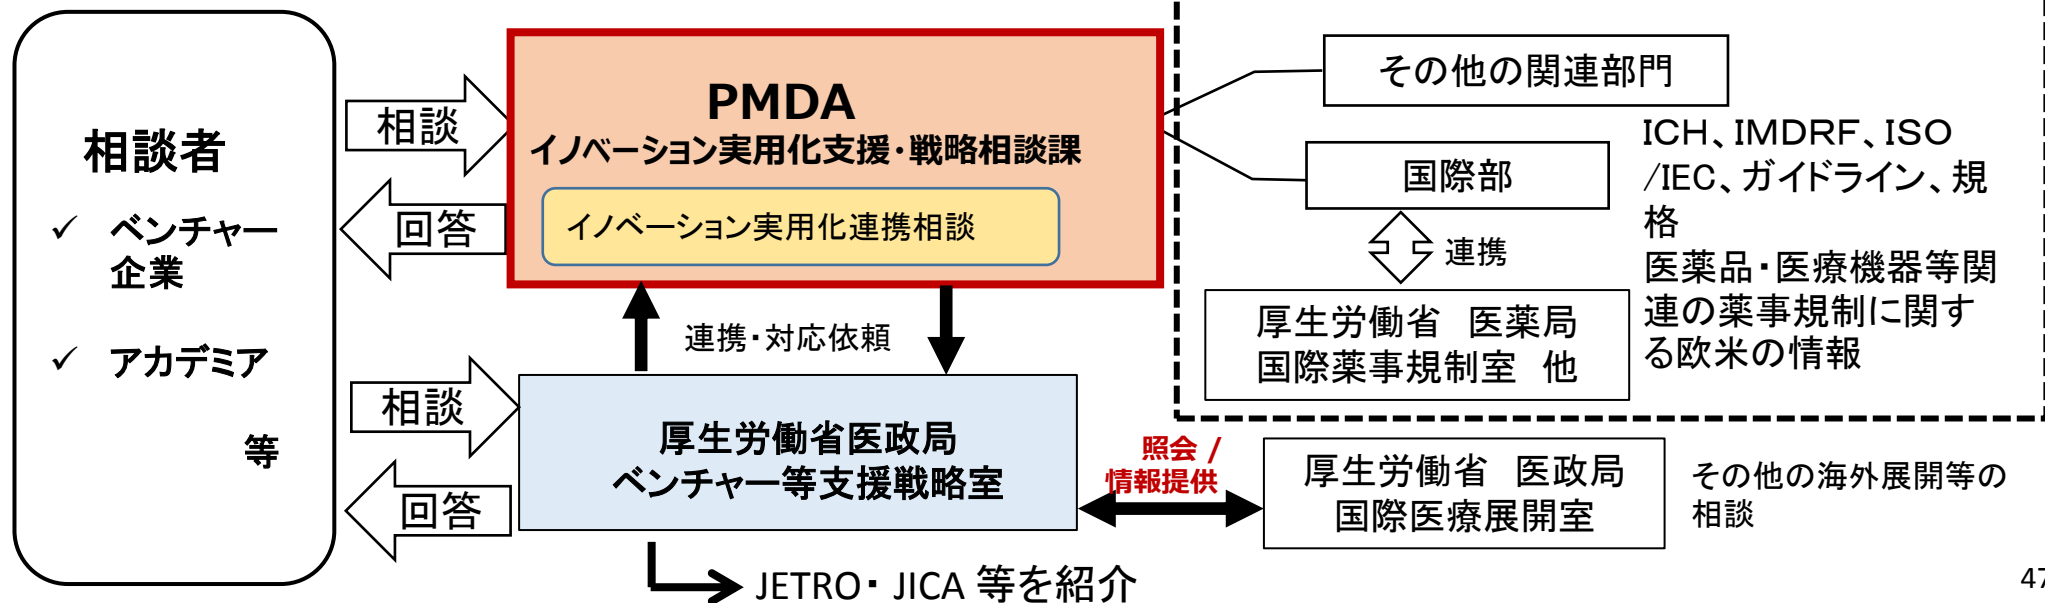 相談者
✓ ベンチャー
企業
✓ アカデミア
等
相談
回答
相談
回答
PMDA
イノベーション実用化支援・戦略相談課
イノベーション実用化連携相談
連携・対応依頼
厚生労働省医政局
ベンチャー等支援戦略室
JETRO・ JICA 等を紹介
その他の関連部門
国際部
連携
厚生労働省 医薬局
国際薬事規制室 他
ICH、IMDRF、ISO
/IEC、ガイドライン、規
格
医薬品・医療機器等関
連の薬事規制に関す
る欧米の情報
照会 /
情報提供
厚生労働省 医政局
国際医療展開室
その他の海外展開等の
相談
47